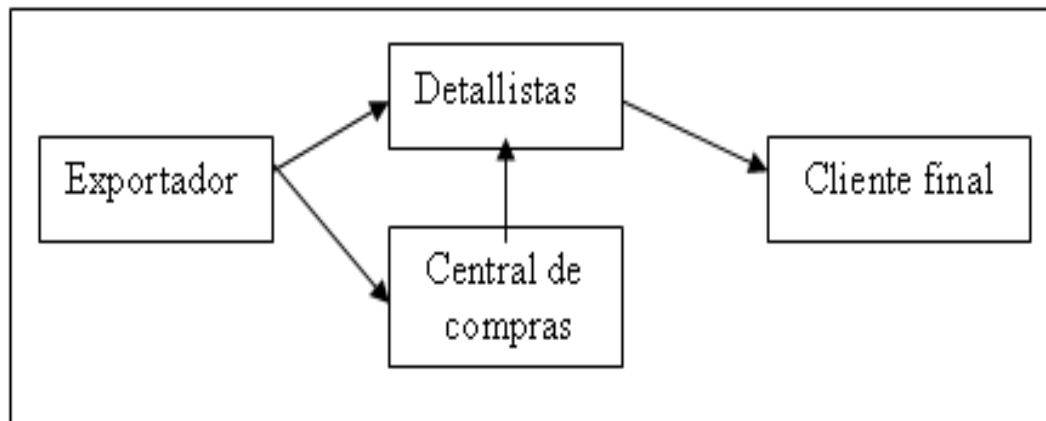 Detallistas
Exportador
Cliente final
Central de
compras